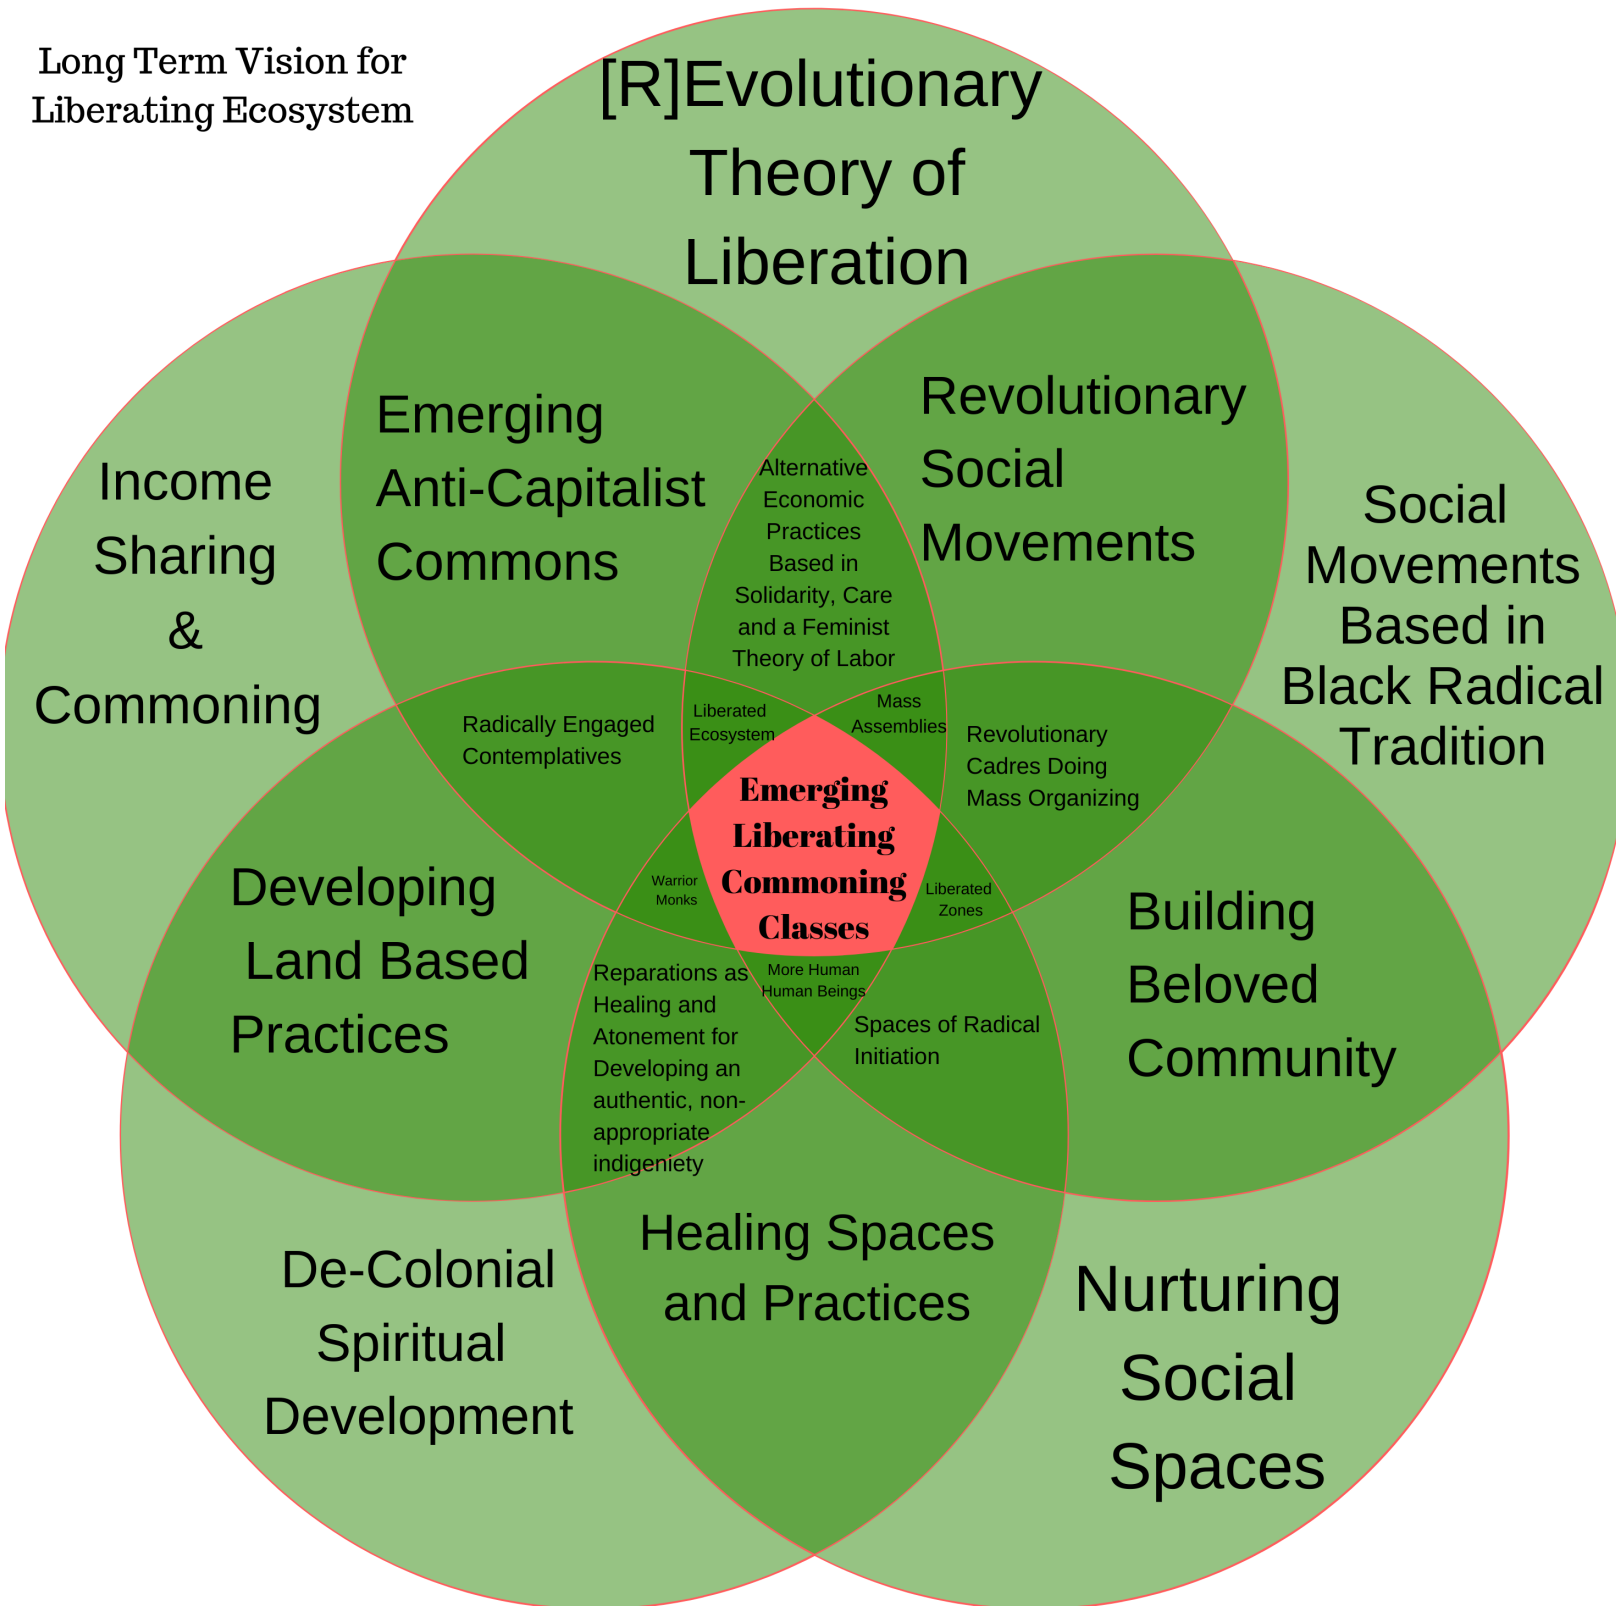 Long Term Vision for
Liberating Ecosystem
[R]Evolutionary
Theory of
Liberation
Emerging
Anti-Capitalist
Commons
Revolutionary
Social
Movements
Income
Sharing
&
Commoning
Alternative
Economic
Practices
Based in
Solidarity, Care
and a Feminist
Theory of Labor
Social
Movements
Based in
Black Radical
Tradition
Radically Engaged
Contemplatives
Liberated
Ecosystem
Mass
Assemblies
Revolutionary
Cadres Doing
Mass Organizing
Emerging
Liberating
Commoning
Classes
Warrior
Monks
Liberated
Zones
Developing
Land Based
Practices
Building
Beloved
Community
More Human
Human Beings
Reparations as
Healing and
Atonement for
Developing an
authentic, non-
appropriate
indigeniety
Spaces of Radical
Initiation
Healing Spaces
and Practices
De-Colonial
Spiritual
Development
Nurturing
Social
Spaces